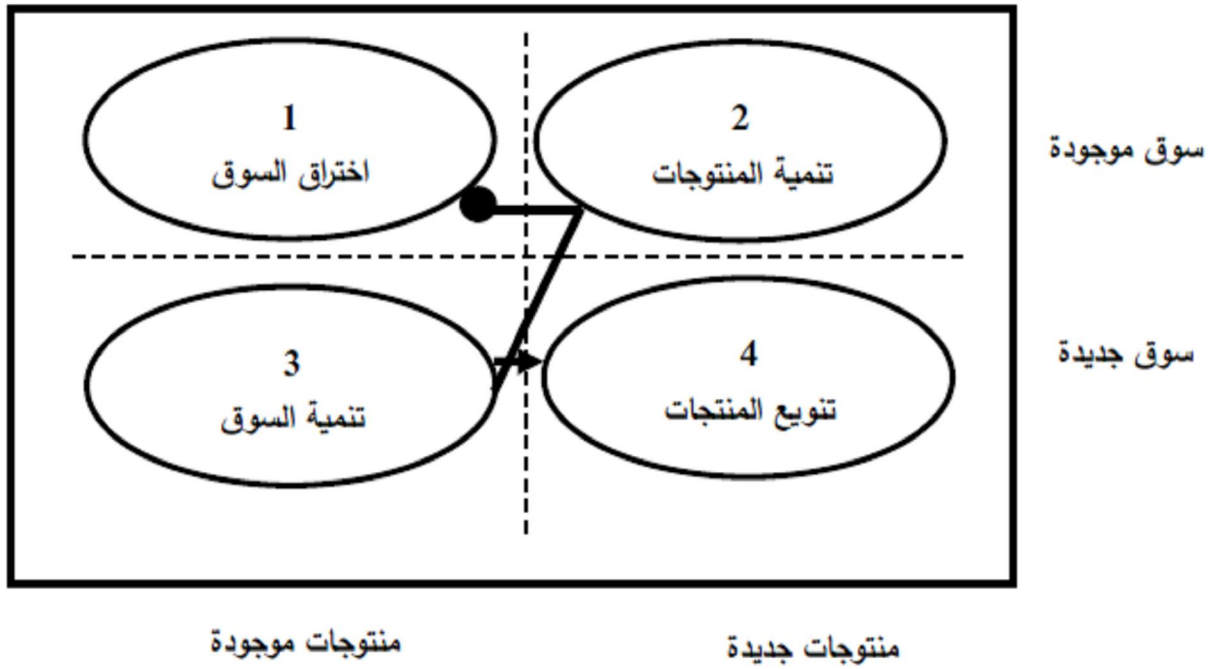 1
اختراق السوق
2
تنمية المنتوجات
سوق موجودة
3
تنمية السوق
4
تنويع المنتجات
سوق جديدة
منتوجات موجودة
منتوجات جديدة